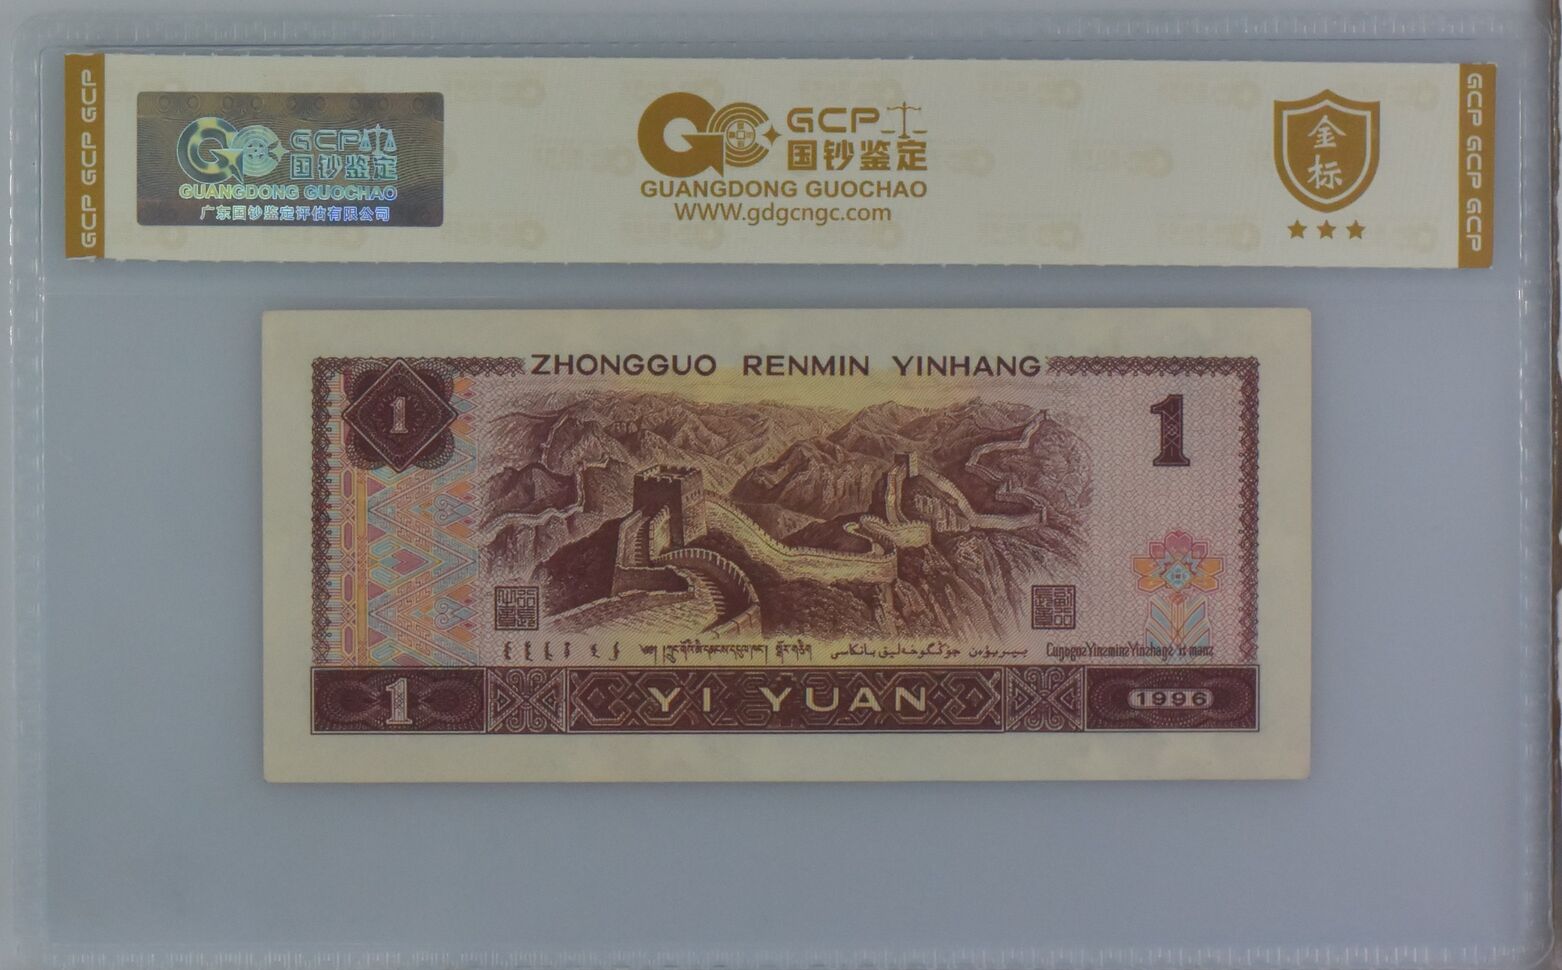 GCP GCP GCP
GCP 国钞鉴定
GUANGDONG GUOCHAO
广东国钞鉴定评估有限公司
GCP
国钞鉴定
GUANGDONG GUOCHAO
WWW.gdgcngc.com
金标
GCP GCP GCP
ZHONGGUO RENMIN YINHANG
1
1
1
YI YUAN
1996